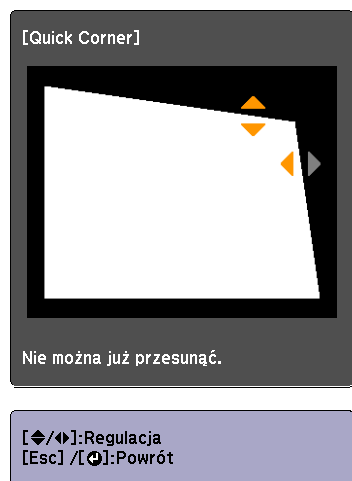 [Quick Corner]
Nie można już przesunąć.
[◆/◆]:Regulacja
[Esc] /[↵]:Powrót